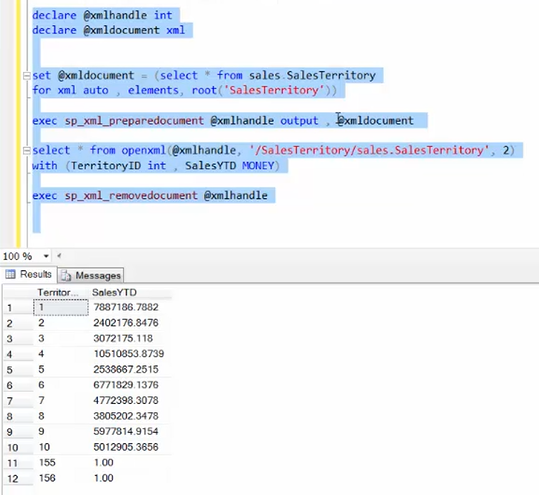 declare @xmlhandle int
declare @xmldocument xml
set @xmldocument = (select * from sales.SalesTerritory
for xml auto , elements, root('SalesTerritory'))
exec sp_xml_preparedocument @xmlhandle output , @xmldocument
select * from openxml(@xmlhandle, '/SalesTerritory/sales.SalesTerritory', 2)
with (TerritoryID int , SalesYTD MONEY)
exec sp_xml_removedocument @xmlhandle
100 %
Results Messages
Territor... SalesYTD
1 1 7887186.7882
2 2 2402176.8476
3 3 3072175.118
4 4 10510853.8739
5 5 2538667.2515
6 6 6771829.1376
7 7 4772398.3078
8 8 3805202.3478
9 9 5977814.9154
10 10 5012905.3656
11 155 1.00
12 156 1.00